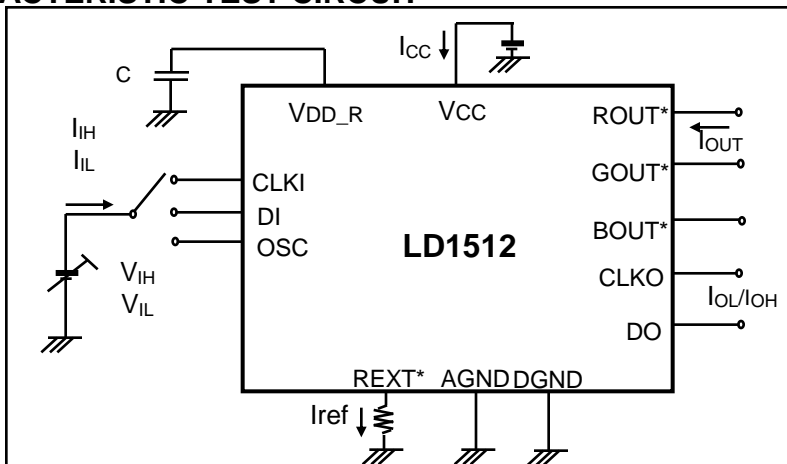 ACTERISTIC TEST CIRCUIT
ICC
C
VDD_R
VCC
ROUT*
IOUT
GOUT*
BOUT*
CLKO
IOL/IOH
DO
IIH
IIL
CLKI
DI
OSC
LD1512
VIH
VIL
REXT*
AGND
DGND
Iref